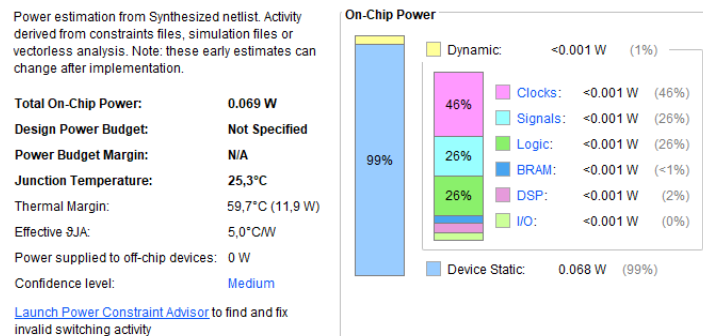 Power estimation from Synthesized netlist. Activity
derived from constraints files, simulation files or
vectorless analysis. Note: these early estimates can
change after implementation.
Total On-Chip Power: 0.069 W
Design Power Budget: Not Specified
Power Budget Margin: N/A
Junction Temperature: 25,3°C
Thermal Margin: 59,7°C (11,9 W)
Effective ϑJA: 5,0°C/W
Power supplied to off-chip devices: 0 W
Confidence level: Medium
Launch Power Constraint Advisor to find and fix
invalid switching activity
On-Chip Power
Dynamic: <0.001 W (1%)
46% Clocks: <0.001 W (46%)
Signals: <0.001 W (26%)
26% Logic: <0.001 W (26%)
99% BRAM: <0.001 W (<1%)
26% DSP: <0.001 W (2%)
I/O: <0.001 W (0%)
Device Static: 0.068 W (99%)